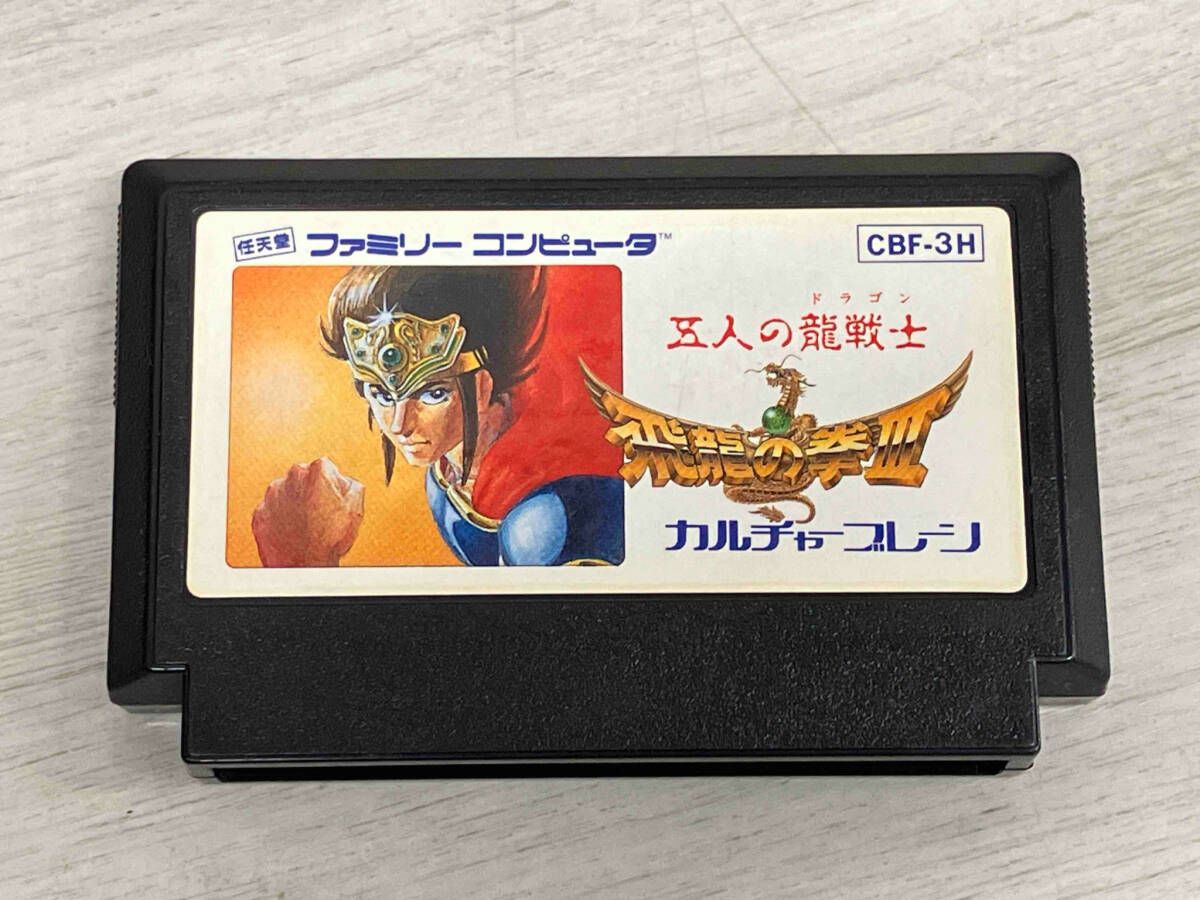 任天堂 ファミリー コンピュータ™
CBF-3H
ドラゴン
五人の龍戦士
飛龍の拳III
カルチャーブレーン